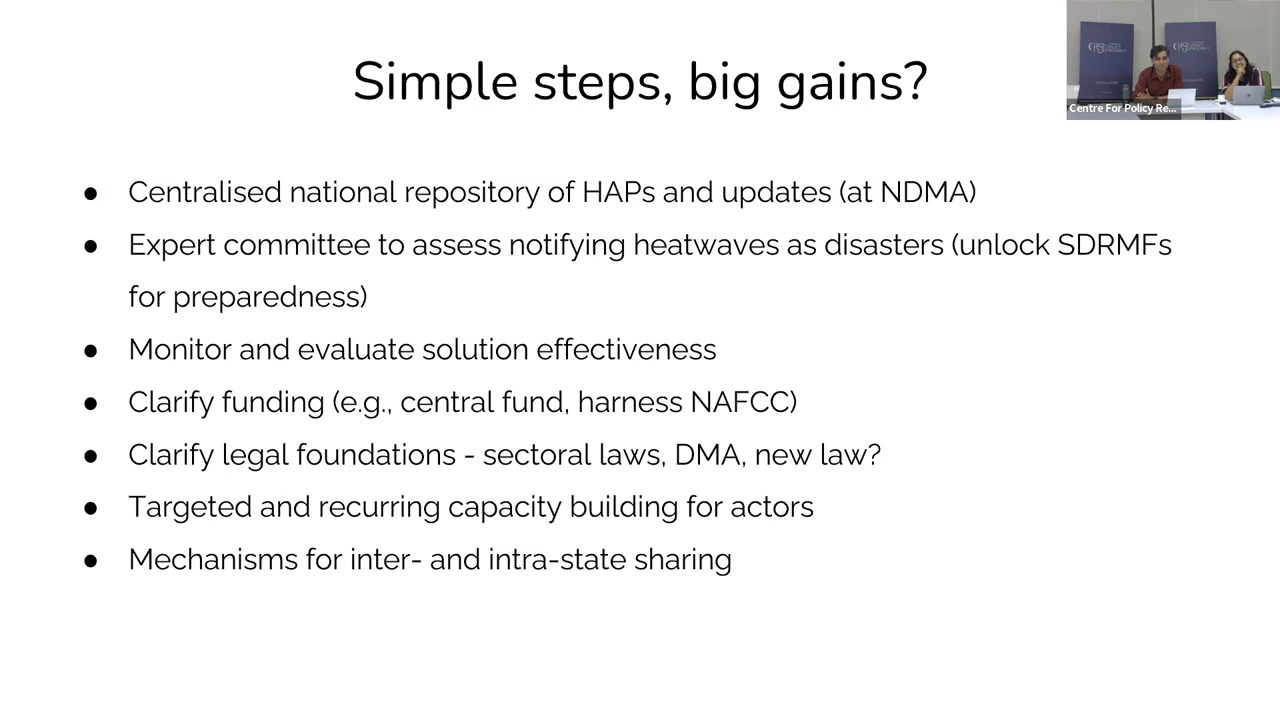 Simple steps, big gains?
Centre For Policy Re...
● Centralised national repository of HAPs and updates (at NDMA)
● Expert committee to assess notifying heatwaves as disasters (unlock SDRMFs
for preparedness)
● Monitor and evaluate solution effectiveness
● Clarify funding (e.g., central fund, harness NAFCC)
● Clarify legal foundations - sectoral laws, DMA, new law?
● Targeted and recurring capacity building for actors
● Mechanisms for inter- and intra-state sharing